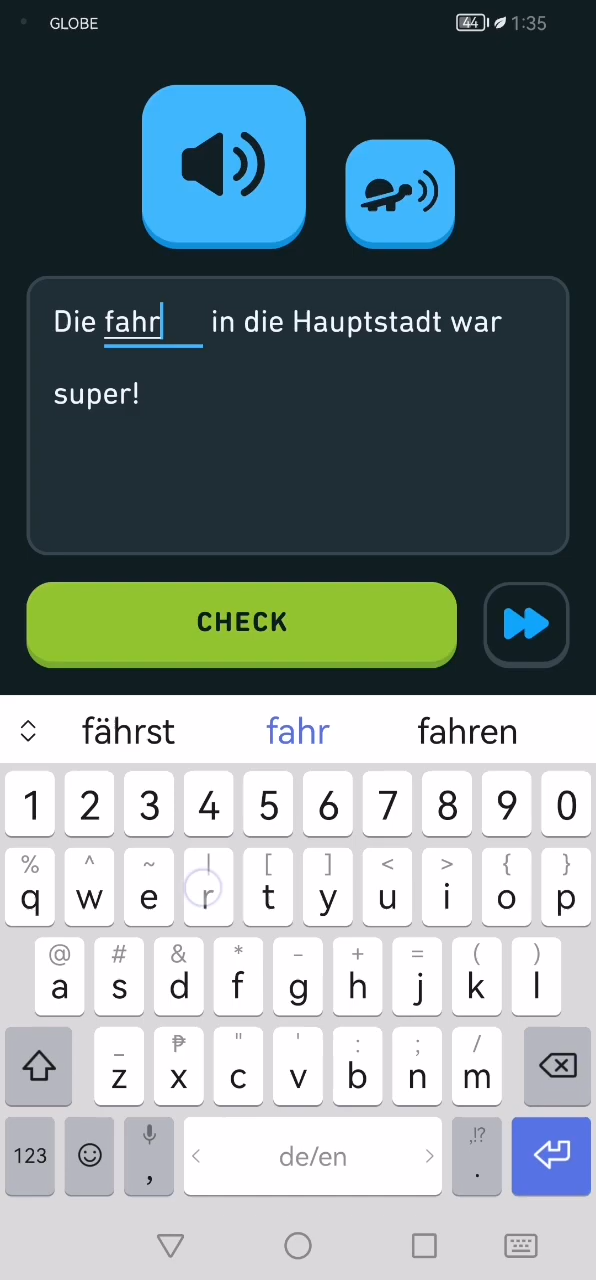 GLOBE 44 1:35
Die fahr in die Hauptstadt war
super!
CHECK
fährst fahr fahren
1 2 3 4 5 6 7 8 9 0
% ^ ~ | [ ] < > { }
q w e r t y u i o p
@ # & * - + = ( )
a s d f g h j k l
_ ₱ " ' : ; /
z x c v b n m
,!?
123 , < de/en > .